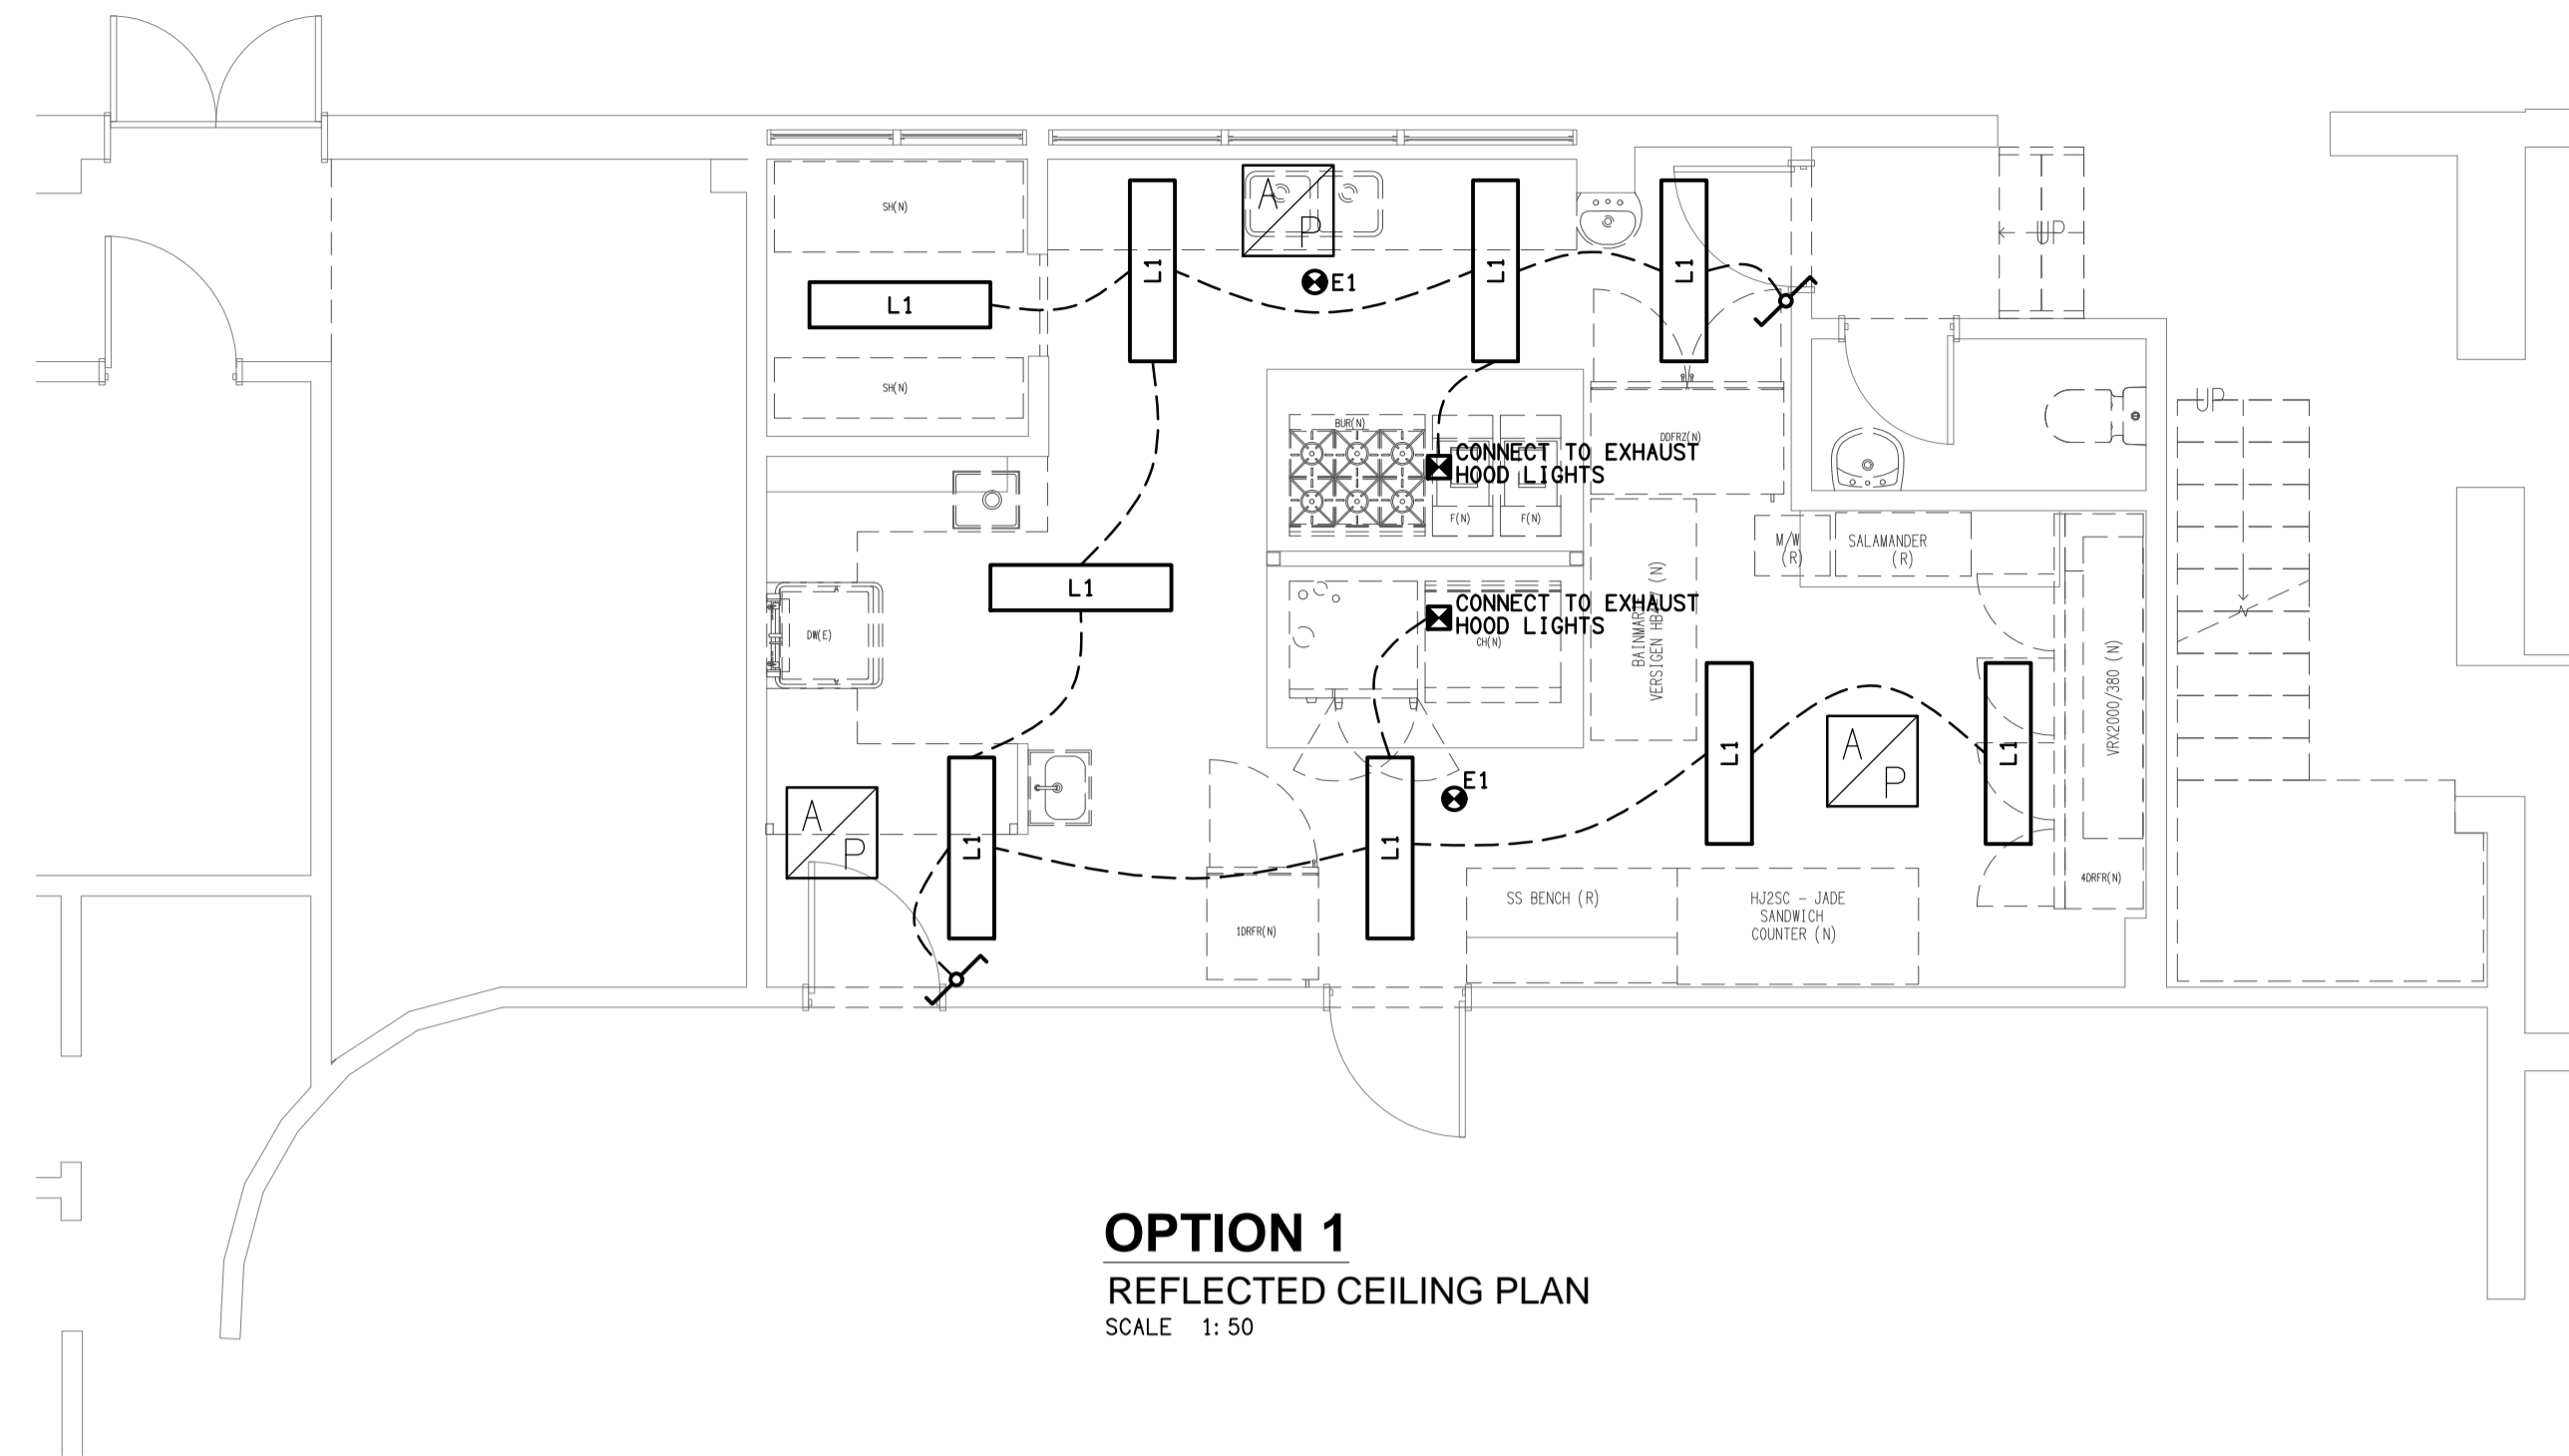 SH(N)
A
P
UP
L1
L1
L1
L1
E1
L1
SH(N)
UP
BUR(N)
DDFRZ(N)
CONNECT TO EXHAUST
HOOD LIGHTS
F(N)
F(N)
M/W
(R)
SALAMANDER
(R)
L1
CONNECT TO EXHAUST
HOOD LIGHTS
DW(E)
CH(N)
BAINMARIE
(N)
VRX2000/380 (N)
L1
A
P
L1
E1
A
P
L1
L1
4DRFR(N)
SS BENCH (R)
HJ2SC - JADE
SANDWICH
COUNTER (N)
1DRFR(N)
OPTION 1
REFLECTED CEILING PLAN
SCALE 1:50